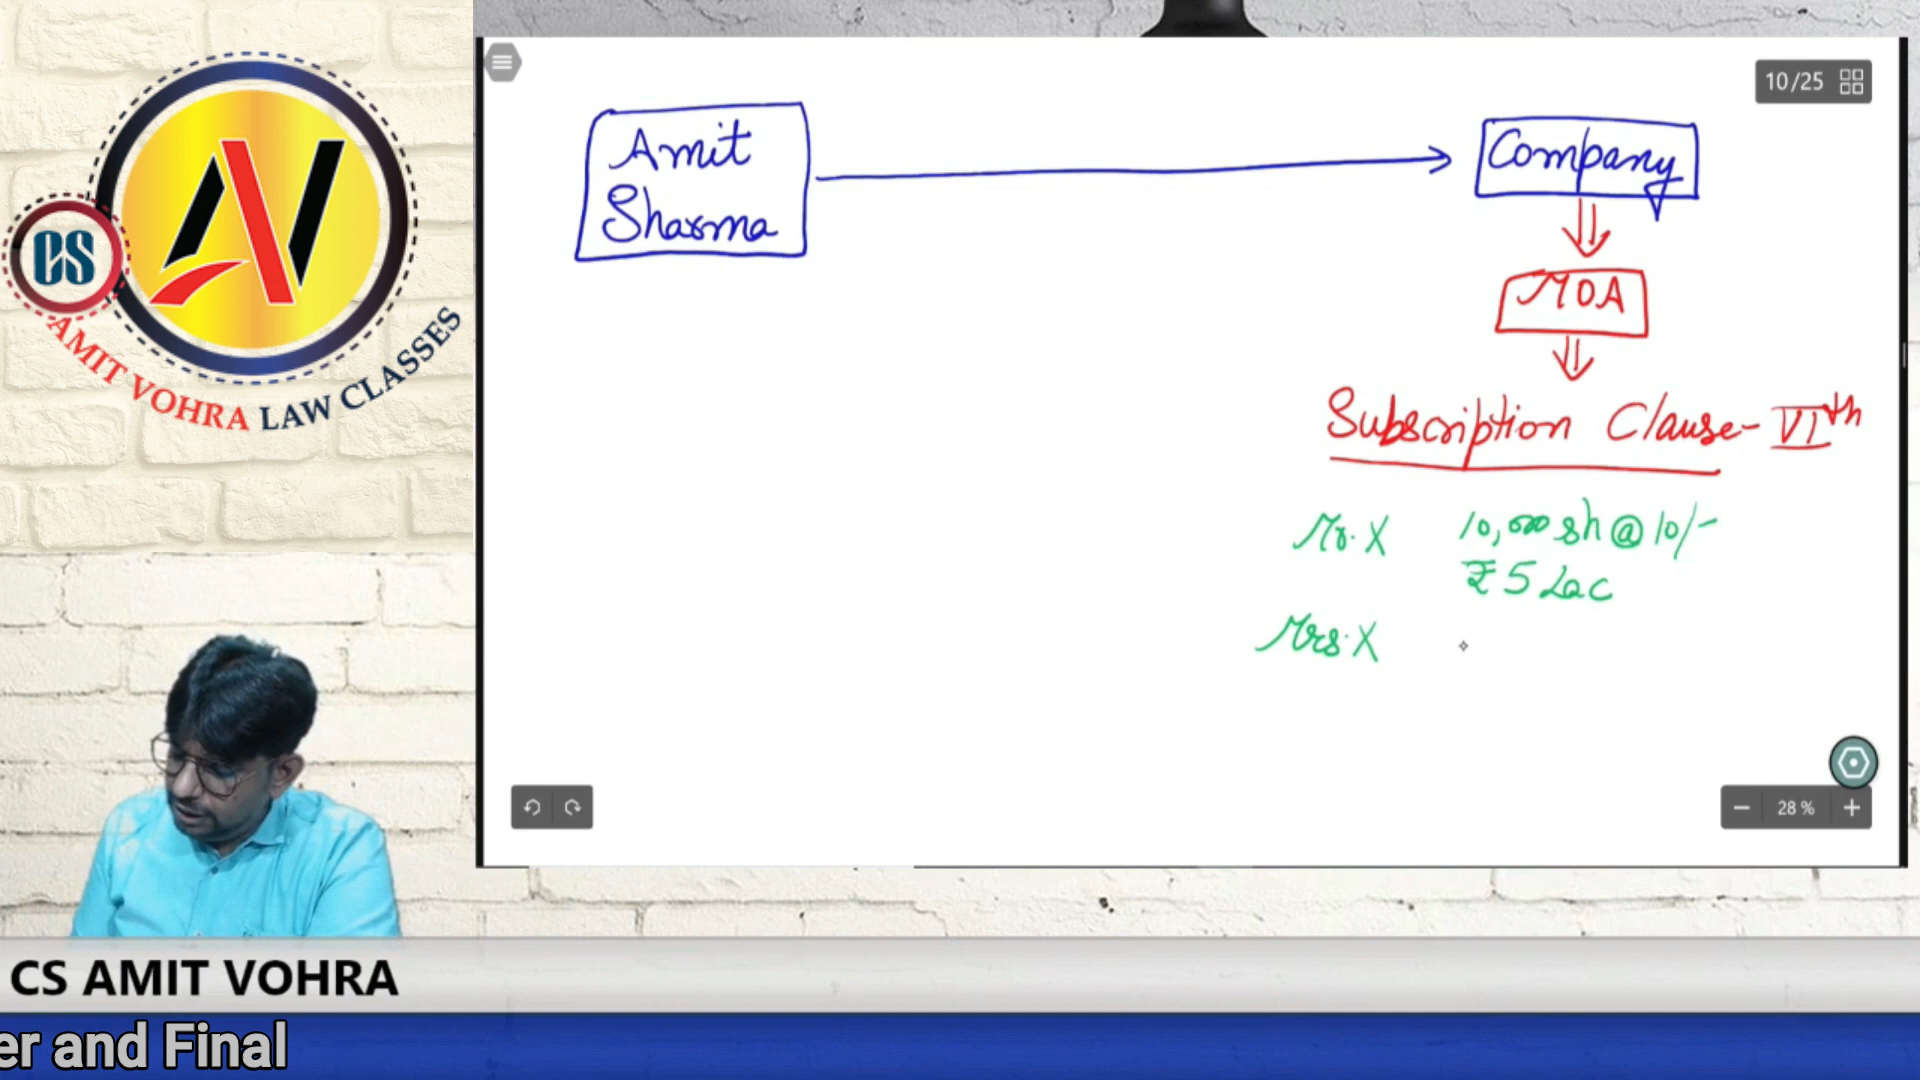 CS
AV
AMIT VOHRA LAW CLASSES
10/25
Amit
Sharma
Company
MOA
Subscription Clause - VIth
Mr. X 10,000 sh @ 10/-
₹ 5 Lac
Mrs. X
28 %
CS AMIT VOHRA
er and Final